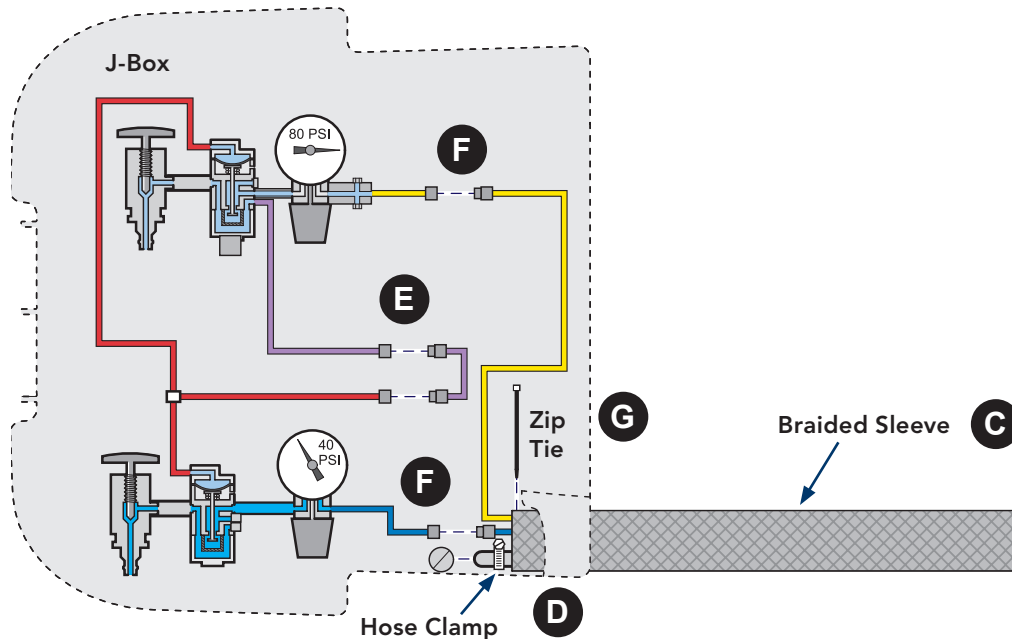 J-Box
80 PSI
F
E
Zip
Tie
G
Braided Sleeve
C
40
PSI
F
D
Hose Clamp